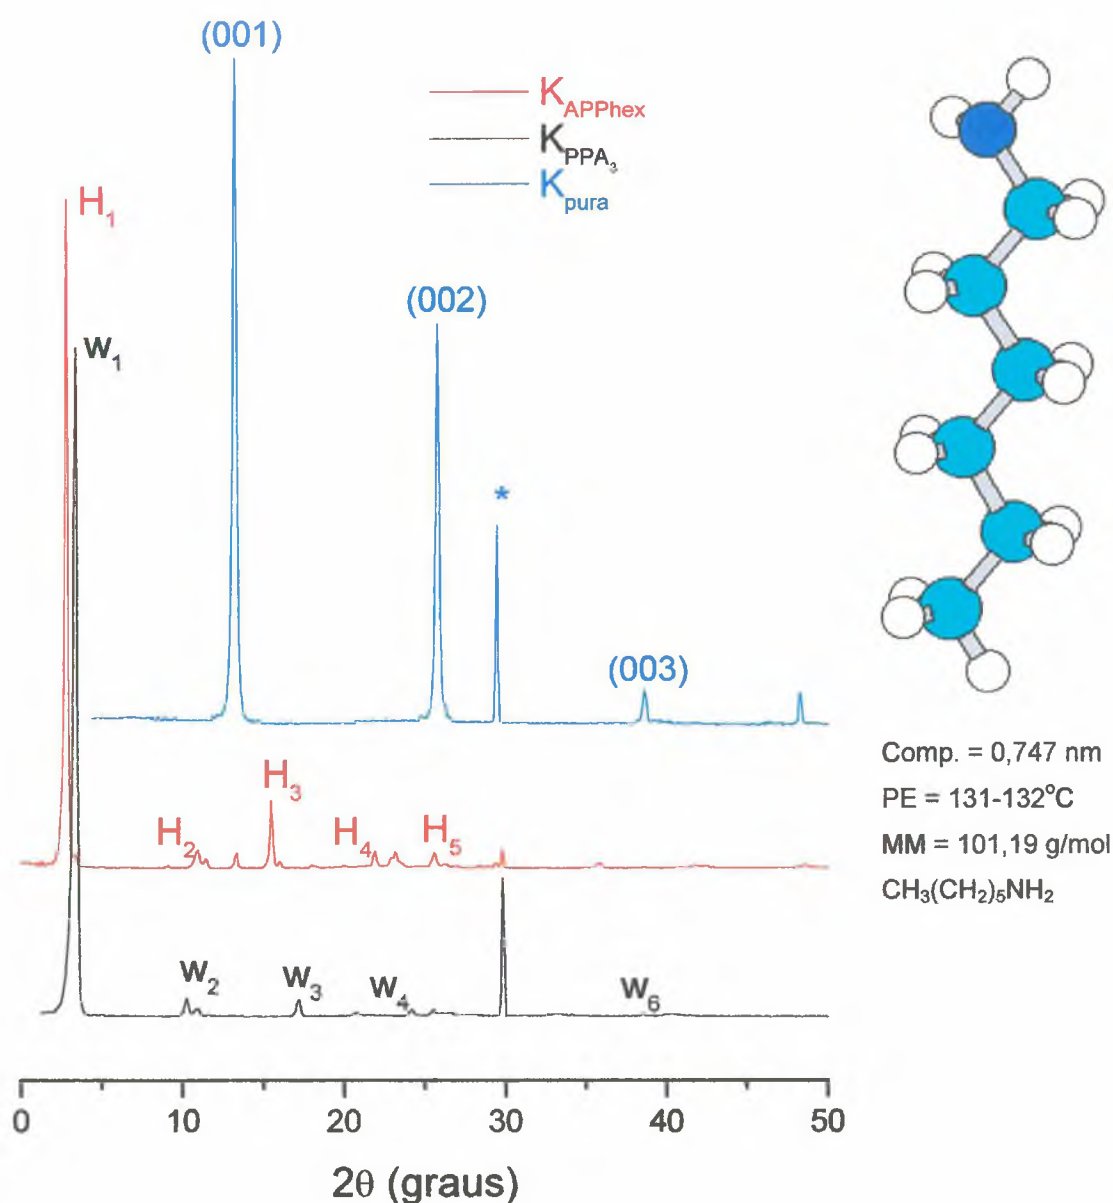 (001)
K_APPhex
K_PPA₃
K_pura
H₁
(002)
W₁
*
(003)
H₃
H₂
H₄
H₅
W₂
W₃
W₄
W₆
0 10 20 30 40 50
2θ (graus)
Comp. = 0,747 nm
PE = 131-132°C
MM = 101,19 g/mol
CH₃(CH₂)₅NH₂